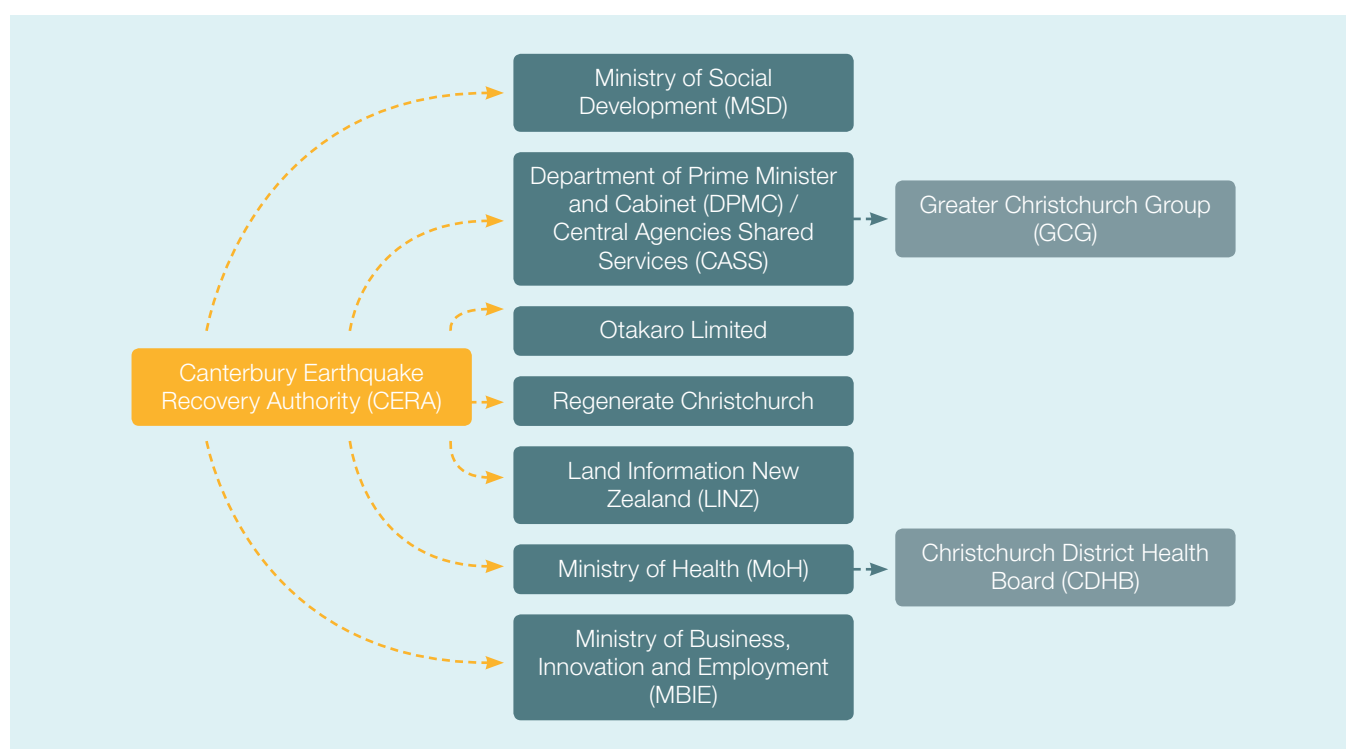 Ministry of Social
Development (MSD)
Department of Prime Minister
and Cabinet (DPMC) /
Central Agencies Shared
Services (CASS)
Greater Christchurch Group
(GCG)
Otakaro Limited
Canterbury Earthquake
Recovery Authority (CERA)
Regenerate Christchurch
Land Information New
Zealand (LINZ)
Ministry of Health (MoH)
Christchurch District Health
Board (CDHB)
Ministry of Business,
Innovation and Employment
(MBIE)